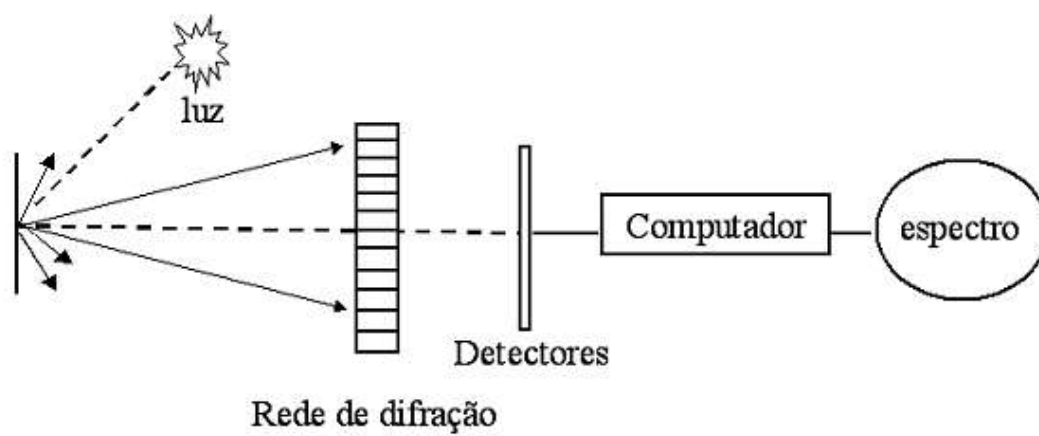 luz
Computador
espectro
Detectores
Rede de difração